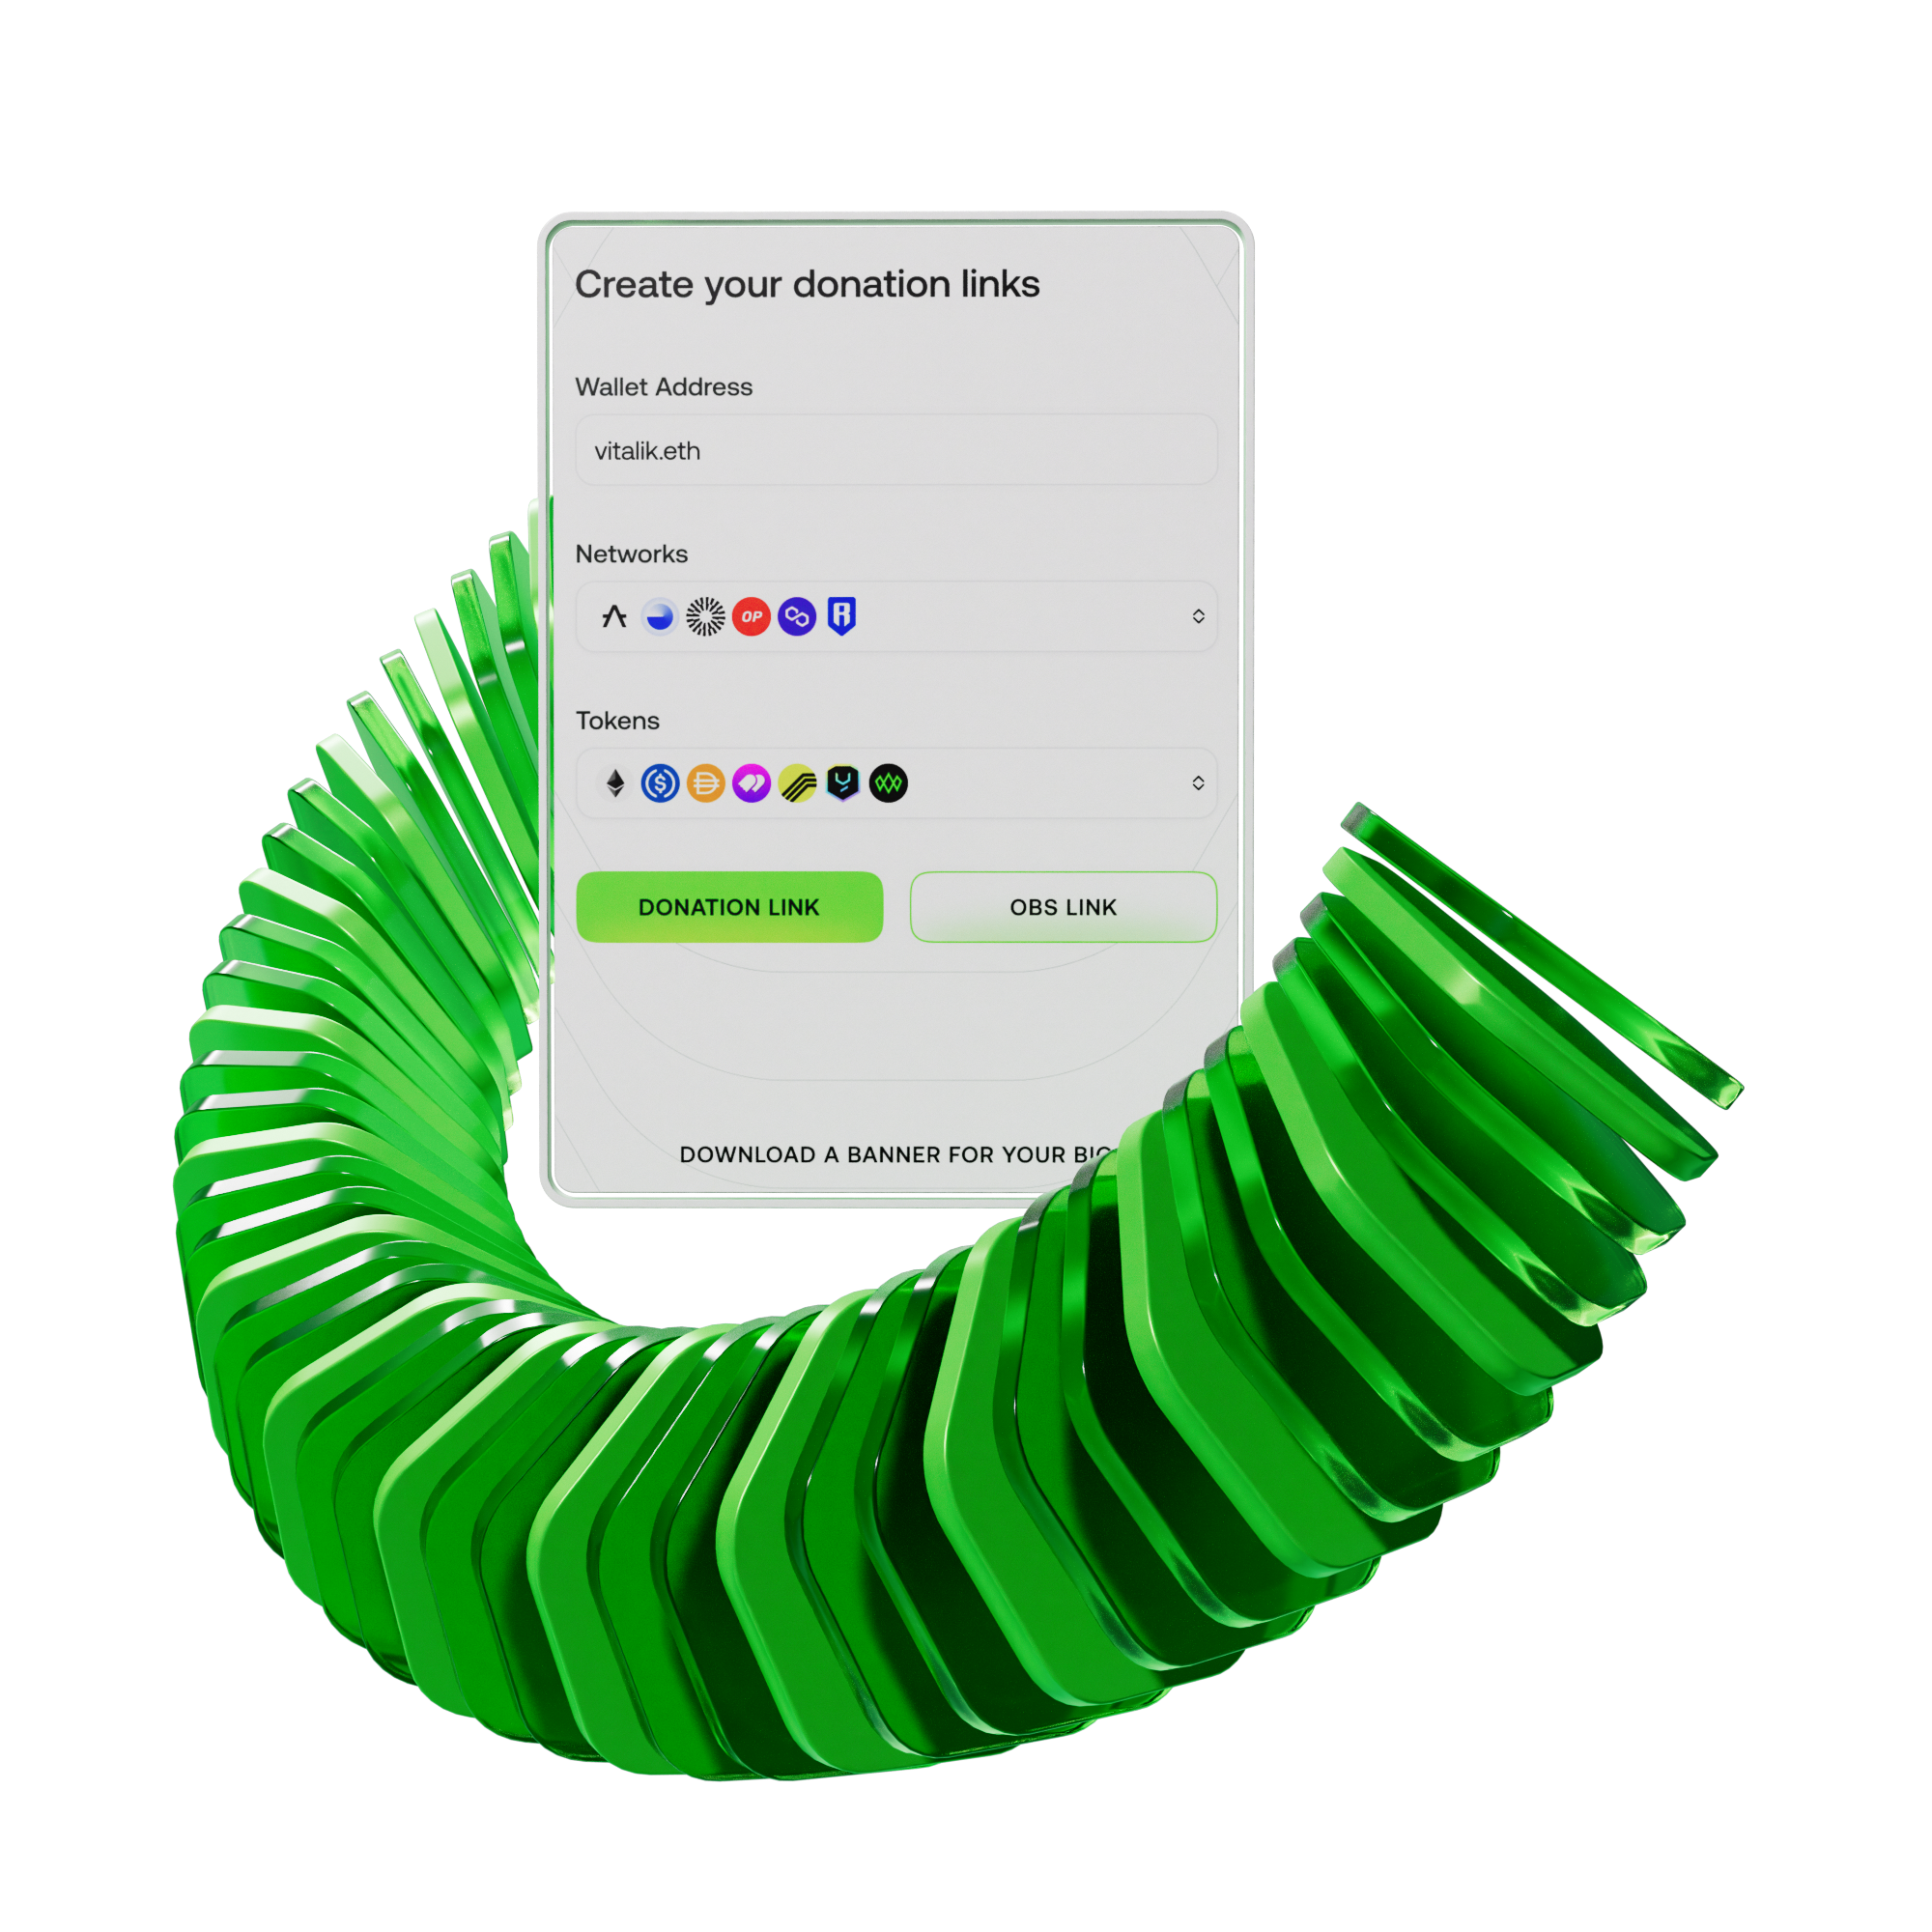 Create your donation links
Wallet Address
vitalik.eth
Networks
OP
Tokens
DONATION LINK
OBS LINK
DOWNLOAD A BANNER FOR YOUR